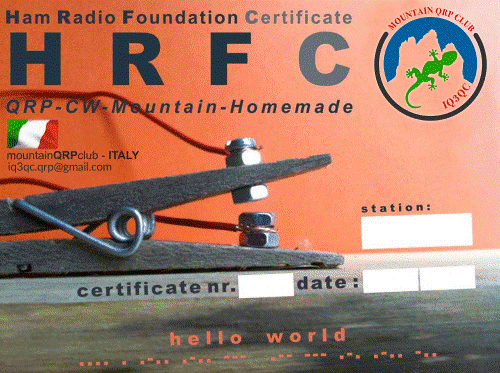 Ham Radio Foundation Certificate
HRFC
QRP-CW-Mountain-Homemade
MOUNTAIN QRP CLUB
IQ3QC
mountainQRPclub - ITALY
iq3qc.qrp@gmail.com
station:
certificate nr. date :
hello world
.... . .-.. .-.. --- .-- --- .-. .-.. -..